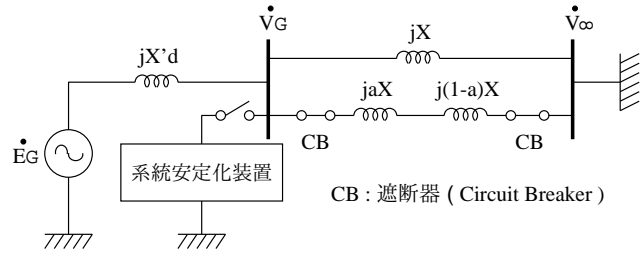 V̇G
V̇∞
jX
jX'd
jaX
j(1-a)X
ĖG
CB
CB
系統安定化装置
CB : 遮断器 ( Circuit Breaker )